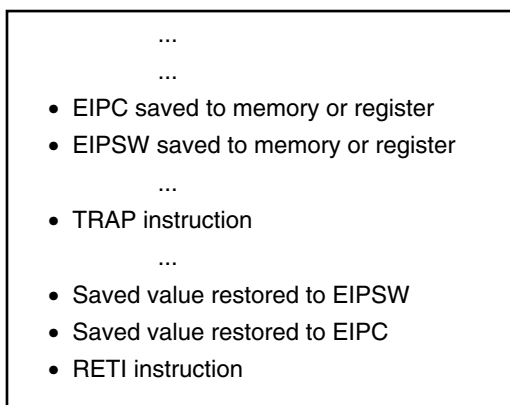 ...
...
• EIPC saved to memory or register
• EIPSW saved to memory or register
...
• TRAP instruction
...
• Saved value restored to EIPSW
• Saved value restored to EIPC
• RETI instruction